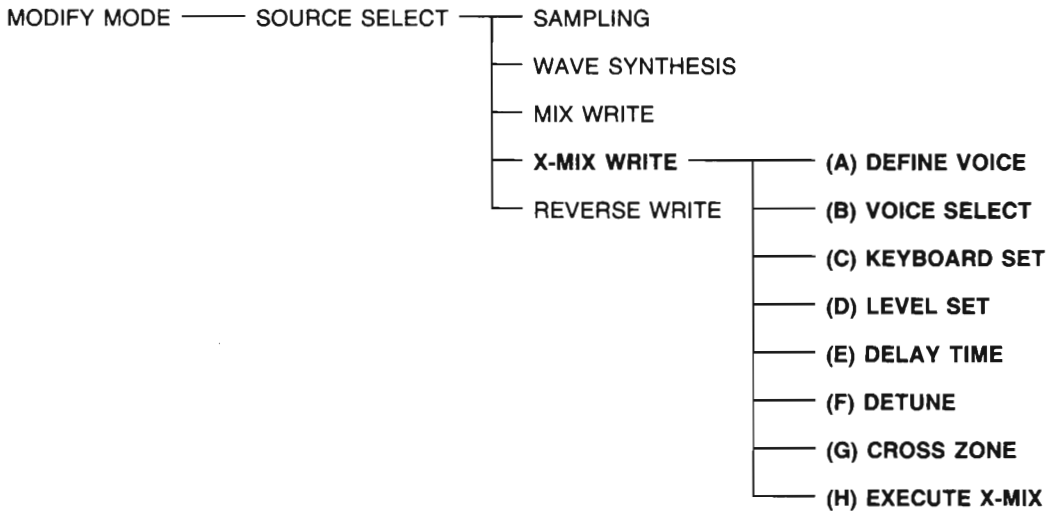 MODIFY MODE SOURCE SELECT SAMPLING
WAVE SYNTHESIS
MIX WRITE
X-MIX WRITE (A) DEFINE VOICE
REVERSE WRITE (B) VOICE SELECT
(C) KEYBOARD SET
(D) LEVEL SET
(E) DELAY TIME
(F) DETUNE
(G) CROSS ZONE
(H) EXECUTE X-MIX